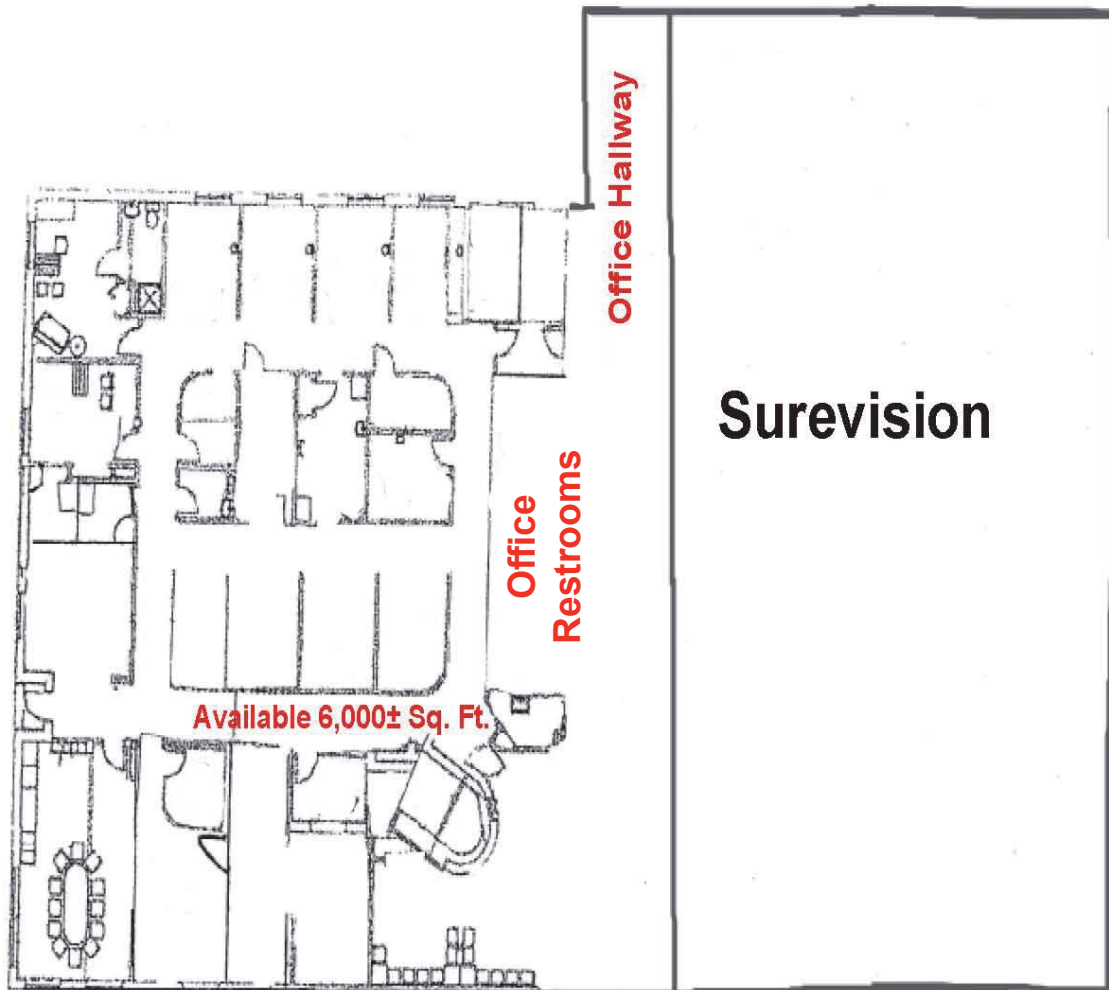 Office Hallway
Surevision
Office
Restrooms
Available 6,000± Sq. Ft.